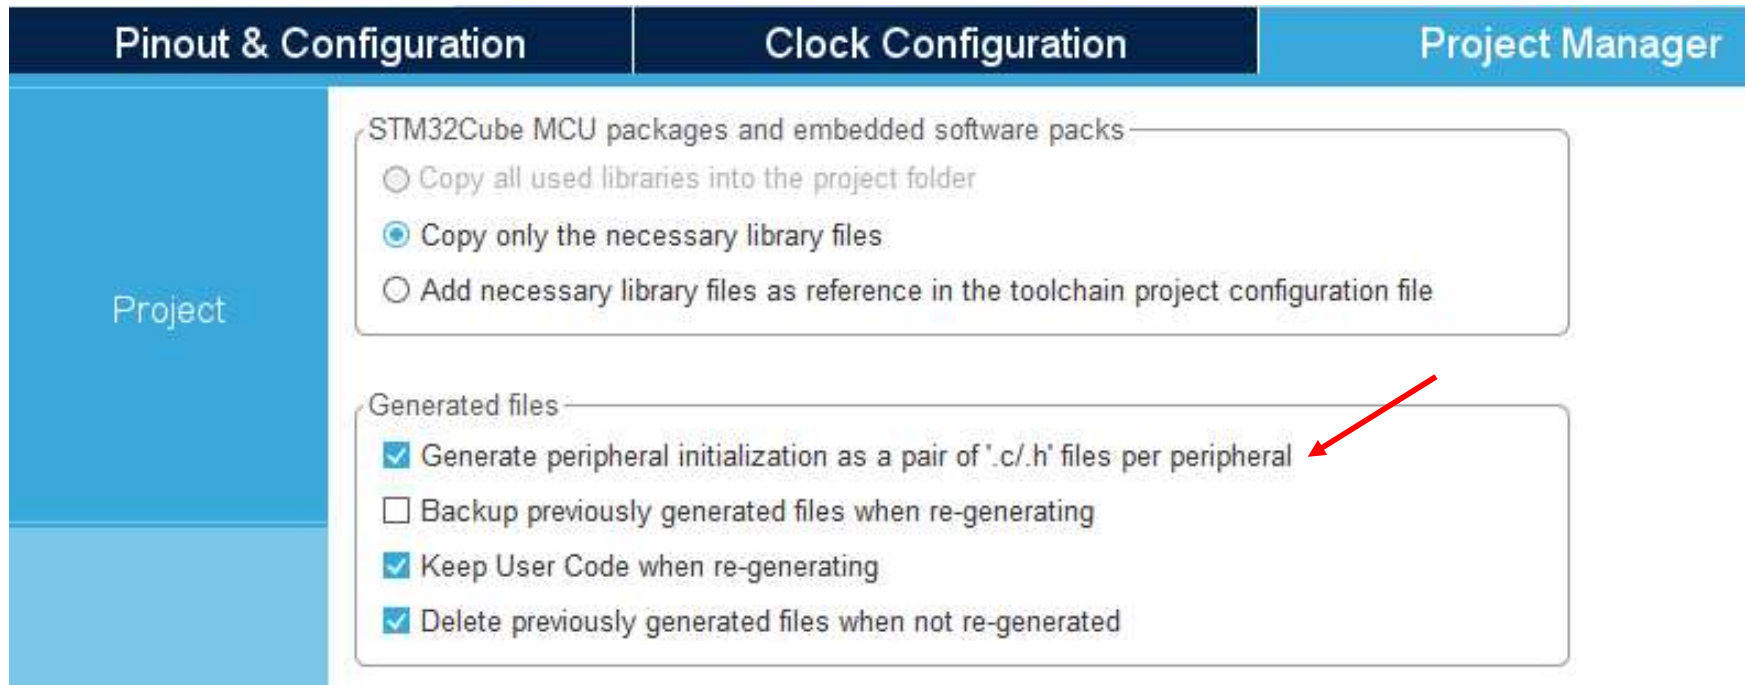 Pinout & Configuration
Clock Configuration
Project Manager
Project
STM32Cube MCU packages and embedded software packs
Copy all used libraries into the project folder
Copy only the necessary library files
Add necessary library files as reference in the toolchain project configuration file
Generated files
Generate peripheral initialization as a pair of '.c/.h' files per peripheral
Backup previously generated files when re-generating
Keep User Code when re-generating
Delete previously generated files when not re-generated